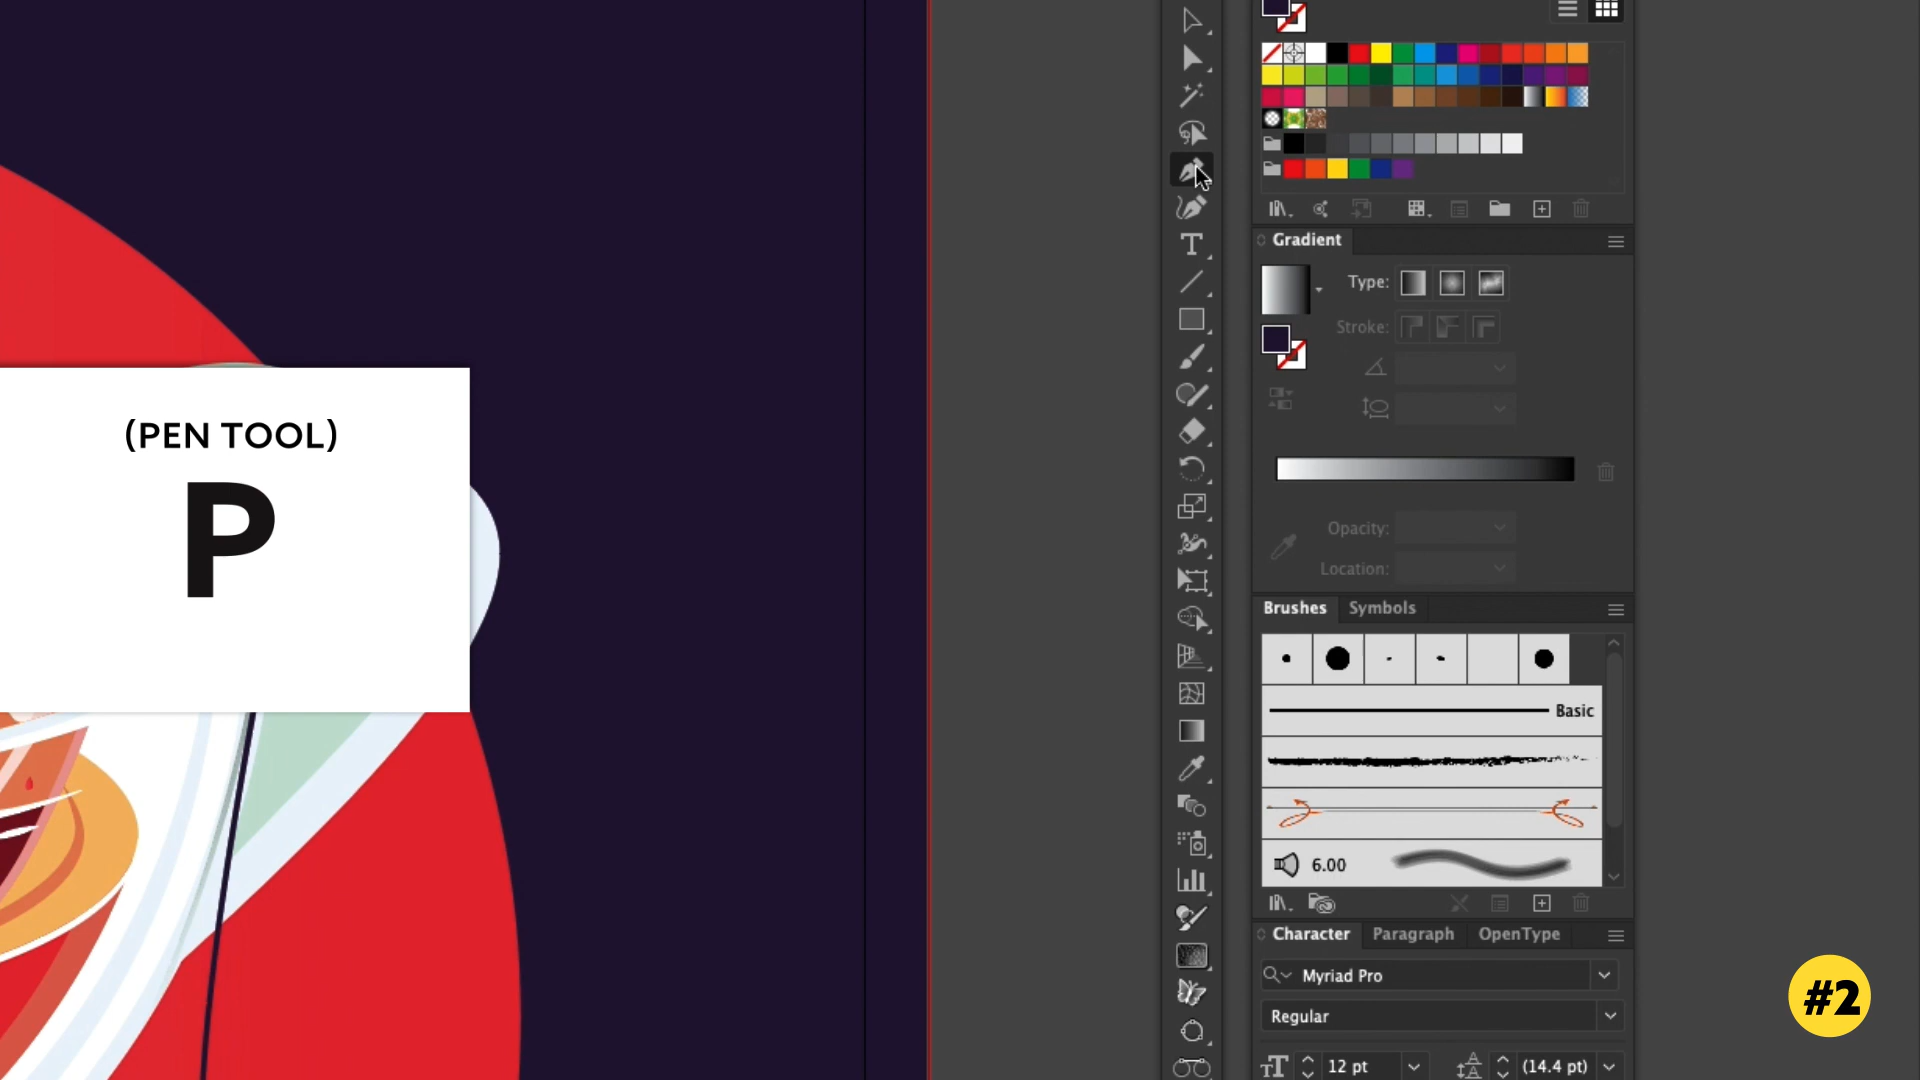 (PEN TOOL)
P
Gradient
Type:
Stroke:
Opacity:
Location:
Brushes Symbols
Basic
6.00
Character Paragraph OpenType
Myriad Pro
Regular
12 pt (14.4 pt)
#2